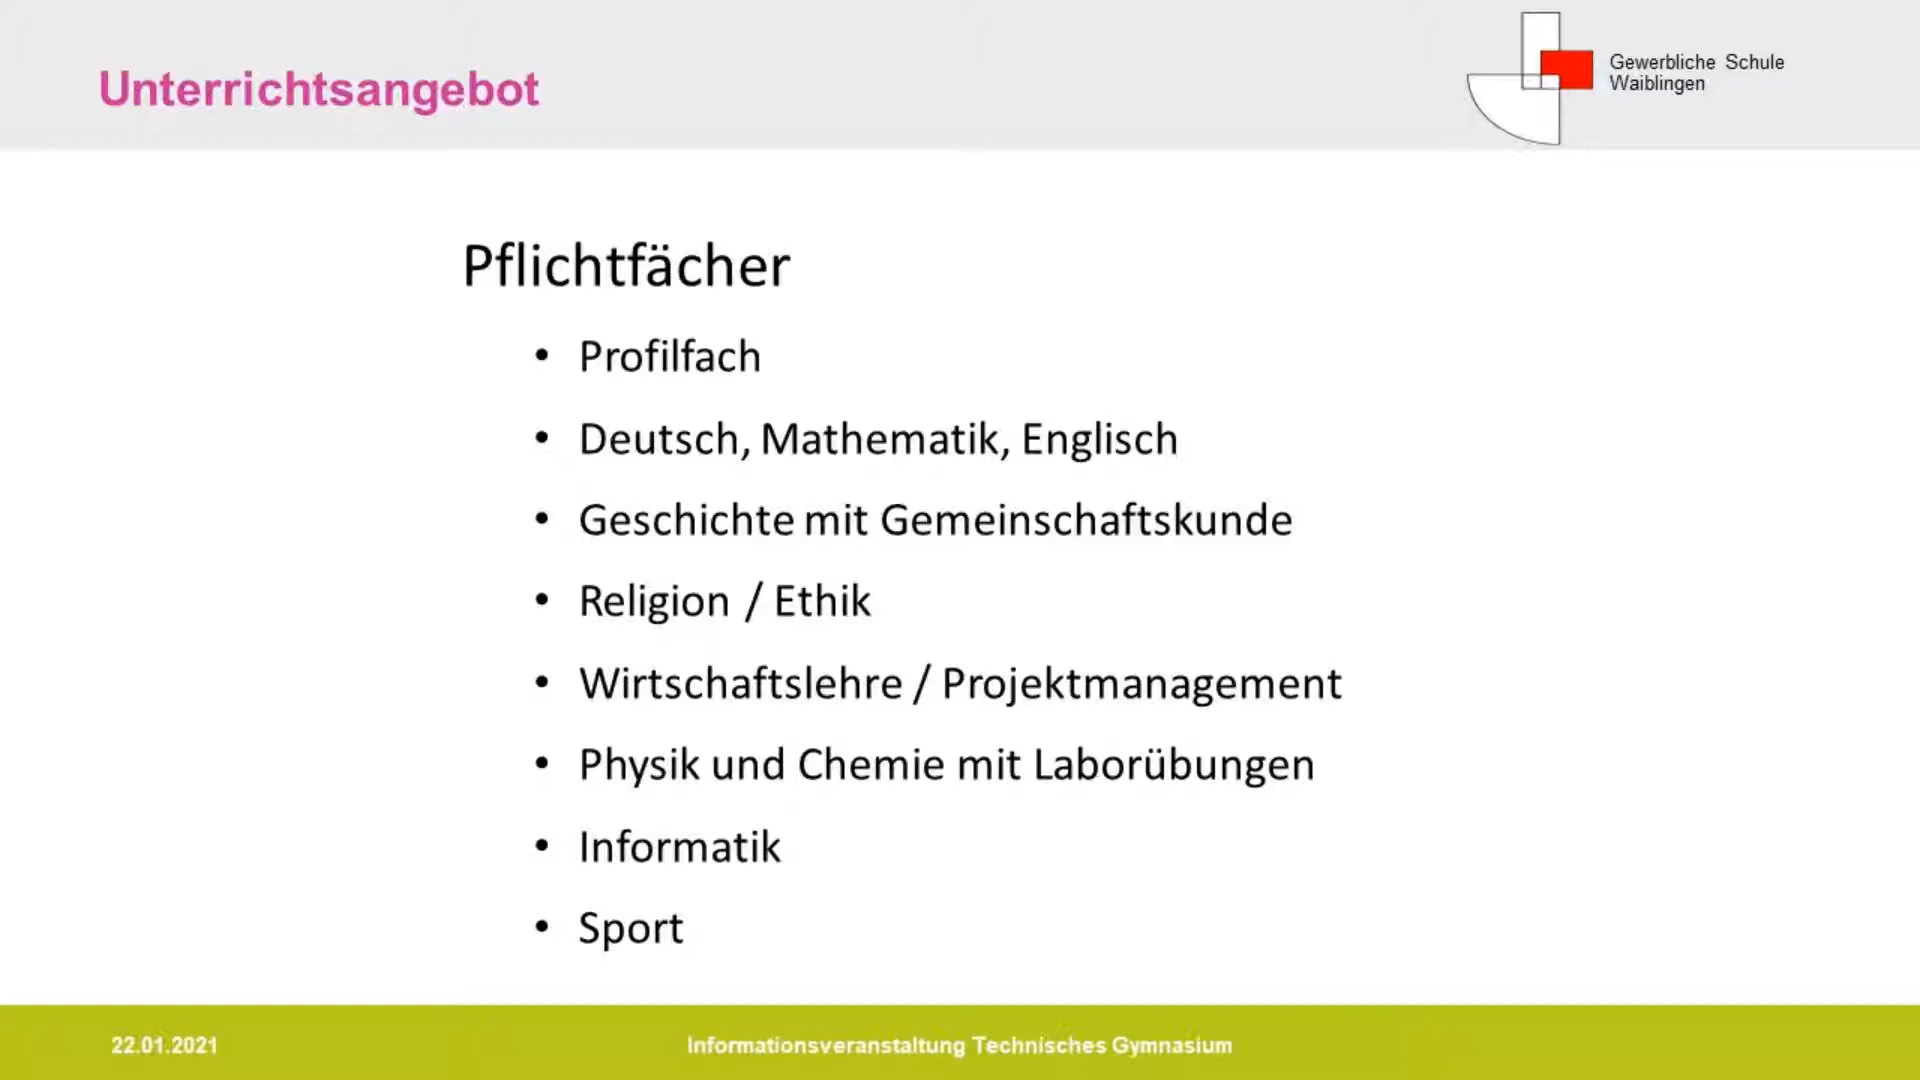 Unterrichtsangebot
Gewerbliche Schule
Waiblingen
Pflichtfächer
• Profilfach
• Deutsch, Mathematik, Englisch
• Geschichte mit Gemeinschaftskunde
• Religion / Ethik
• Wirtschaftslehre / Projektmanagement
• Physik und Chemie mit Laborübungen
• Informatik
• Sport
22.01.2021
Informationsveranstaltung Technisches Gymnasium